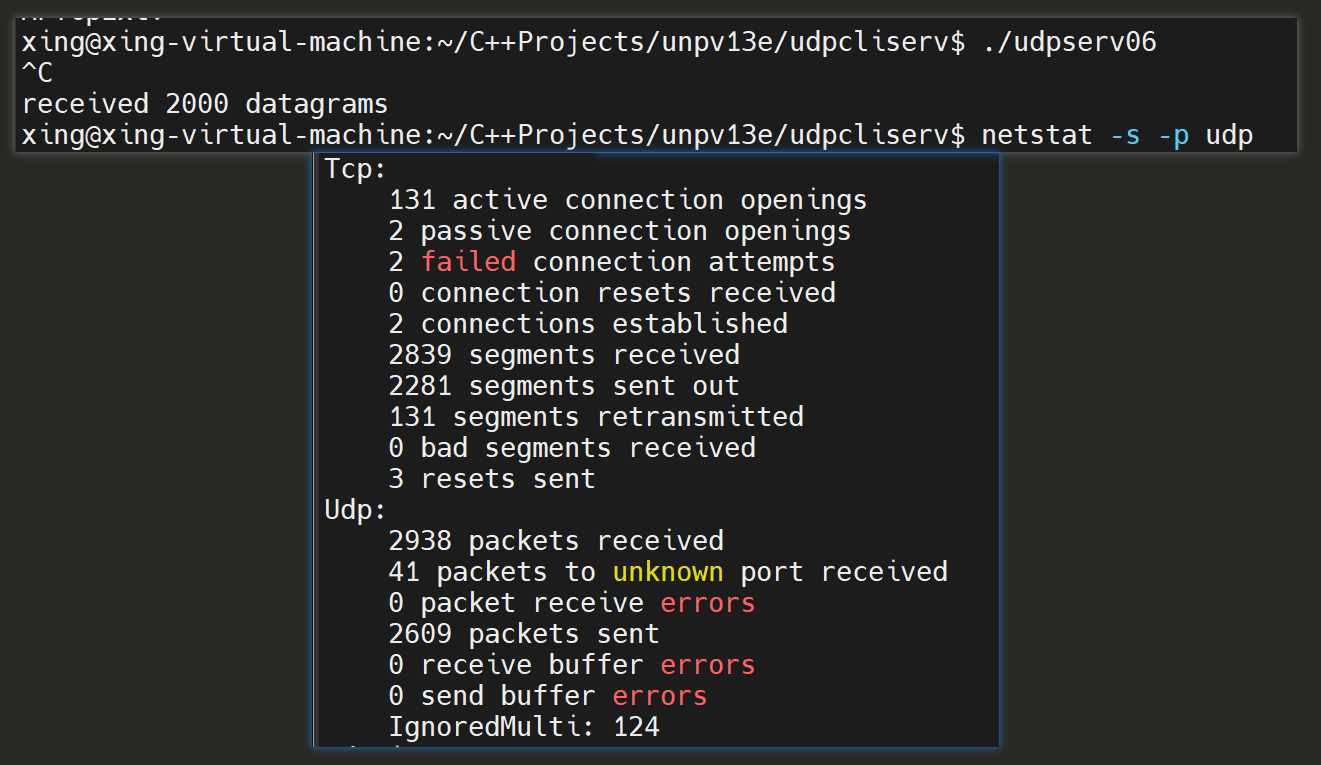 xing@xing-virtual-machine:~/C++Projects/unpv13e/udpcliserv$ ./udpserv06
^C
received 2000 datagrams
xing@xing-virtual-machine:~/C++Projects/unpv13e/udpcliserv$ netstat -s -p udp
Tcp:
    131 active connection openings
    2 passive connection openings
    2 failed connection attempts
    0 connection resets received
    2 connections established
    2839 segments received
    2281 segments sent out
    131 segments retransmitted
    0 bad segments received
    3 resets sent
Udp:
    2938 packets received
    41 packets to unknown port received
    0 packet receive errors
    2609 packets sent
    0 receive buffer errors
    0 send buffer errors
    IgnoredMulti: 124